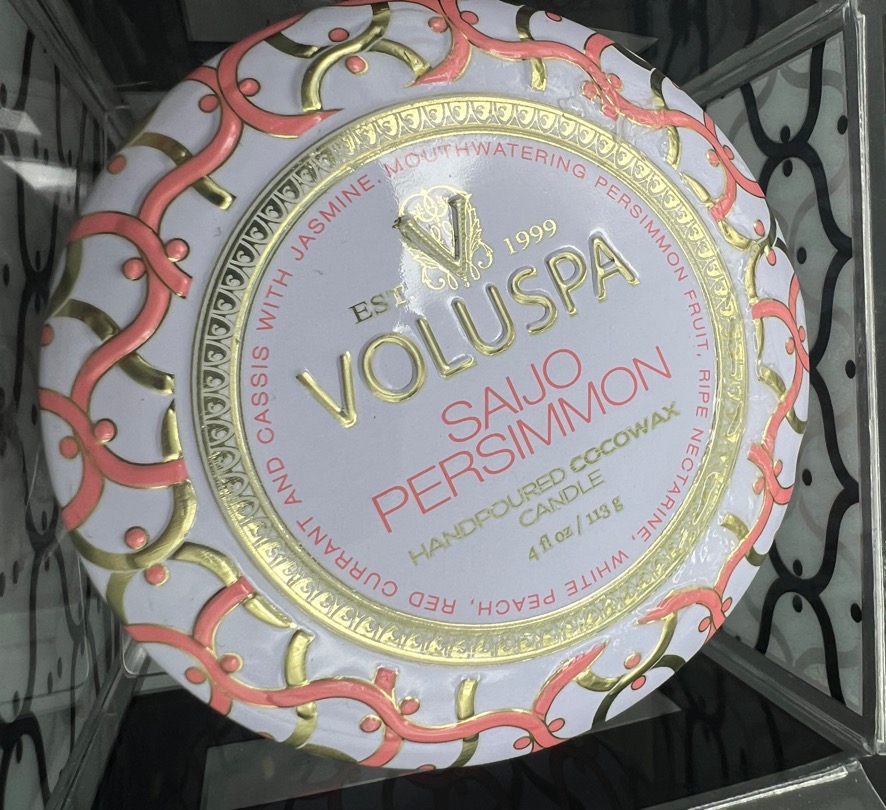 MOUTHWATERING PERSIMMON FRUIT, RIPE NECTARINE, WHITE PEACH, RED CURRANT AND CASSIS WITH JASMINE.
V
EST 1999
VOLUSPA
SAIJO
PERSIMMON
HANDPOURED COCOWAX
CANDLE
4 fl oz / 113 g